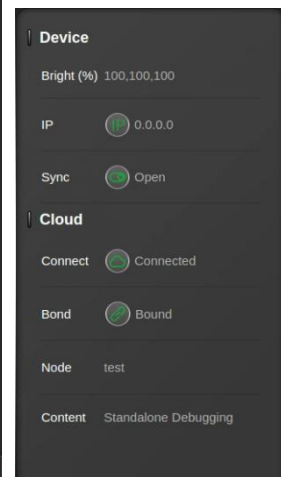 Device
Bright (%) 100,100,100
IP IP 0.0.0.0
Sync Open
Cloud
Connect Connected
Bond Bound
Node test
Content Standalone Debugging